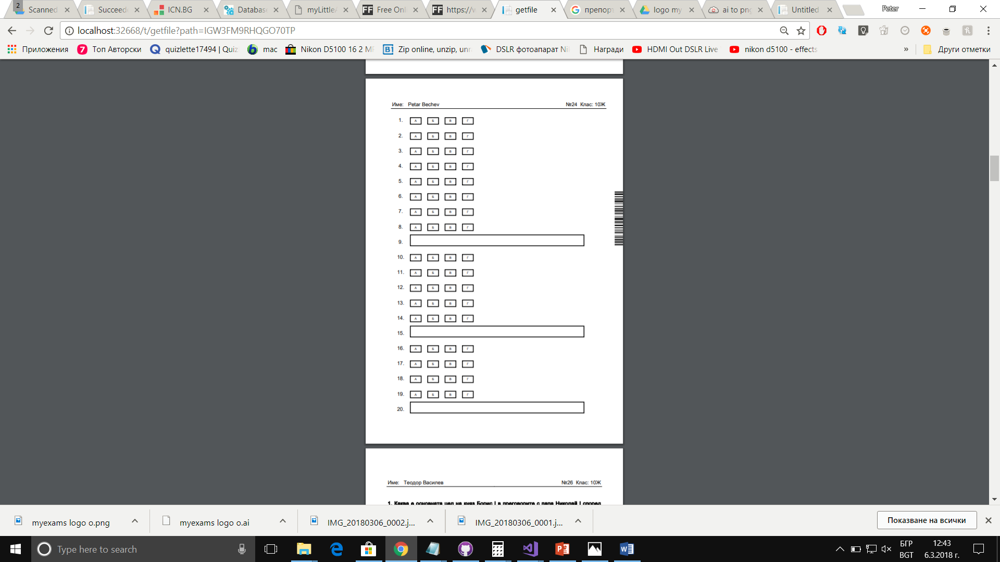 2
Scanned
Succeed
ICN.BG
Database
myLittle
Free Onl
https://w
getfile
препорт
logo my
ai to png
Untitled
Peter
localhost:32668/t/getfile?path=IGW3FM9RHQGO70TP
Приложения
Топ Авторски
quizlette17494 | Quiz
mac
Nikon D5100 16 2 MP
Zip online, unzip, unr
DSLR фотоапарат Ni
Награди
HDMI Out DSLR Live
nikon d5100 - effects
»
Други отметки
Име: Petar Bechev №24 Клас: 10Ж
1. А Б В Г
2. А Б В Г
3. А Б В Г
4. А Б В Г
5. А Б В Г
6. А Б В Г
7. А Б В Г
8. А Б В Г
9.
10. А Б В Г
11. А Б В Г
12. А Б В Г
13. А Б В Г
14. А Б В Г
15.
16. А Б В Г
17. А Б В Г
18. А Б В Г
19. А Б В Г
20.
Име: Теодор Василев №26 Клас: 10Ж
1. Каква е основната цел на княз Борис I в преговорите с папа Николай I според
myexams logo o.png
myexams logo o.ai
IMG_20180306_0002.j...
IMG_20180306_0001.j...
Показване на всички
Type here to search
БГР
BGT
12:43
6.3.2018 г.